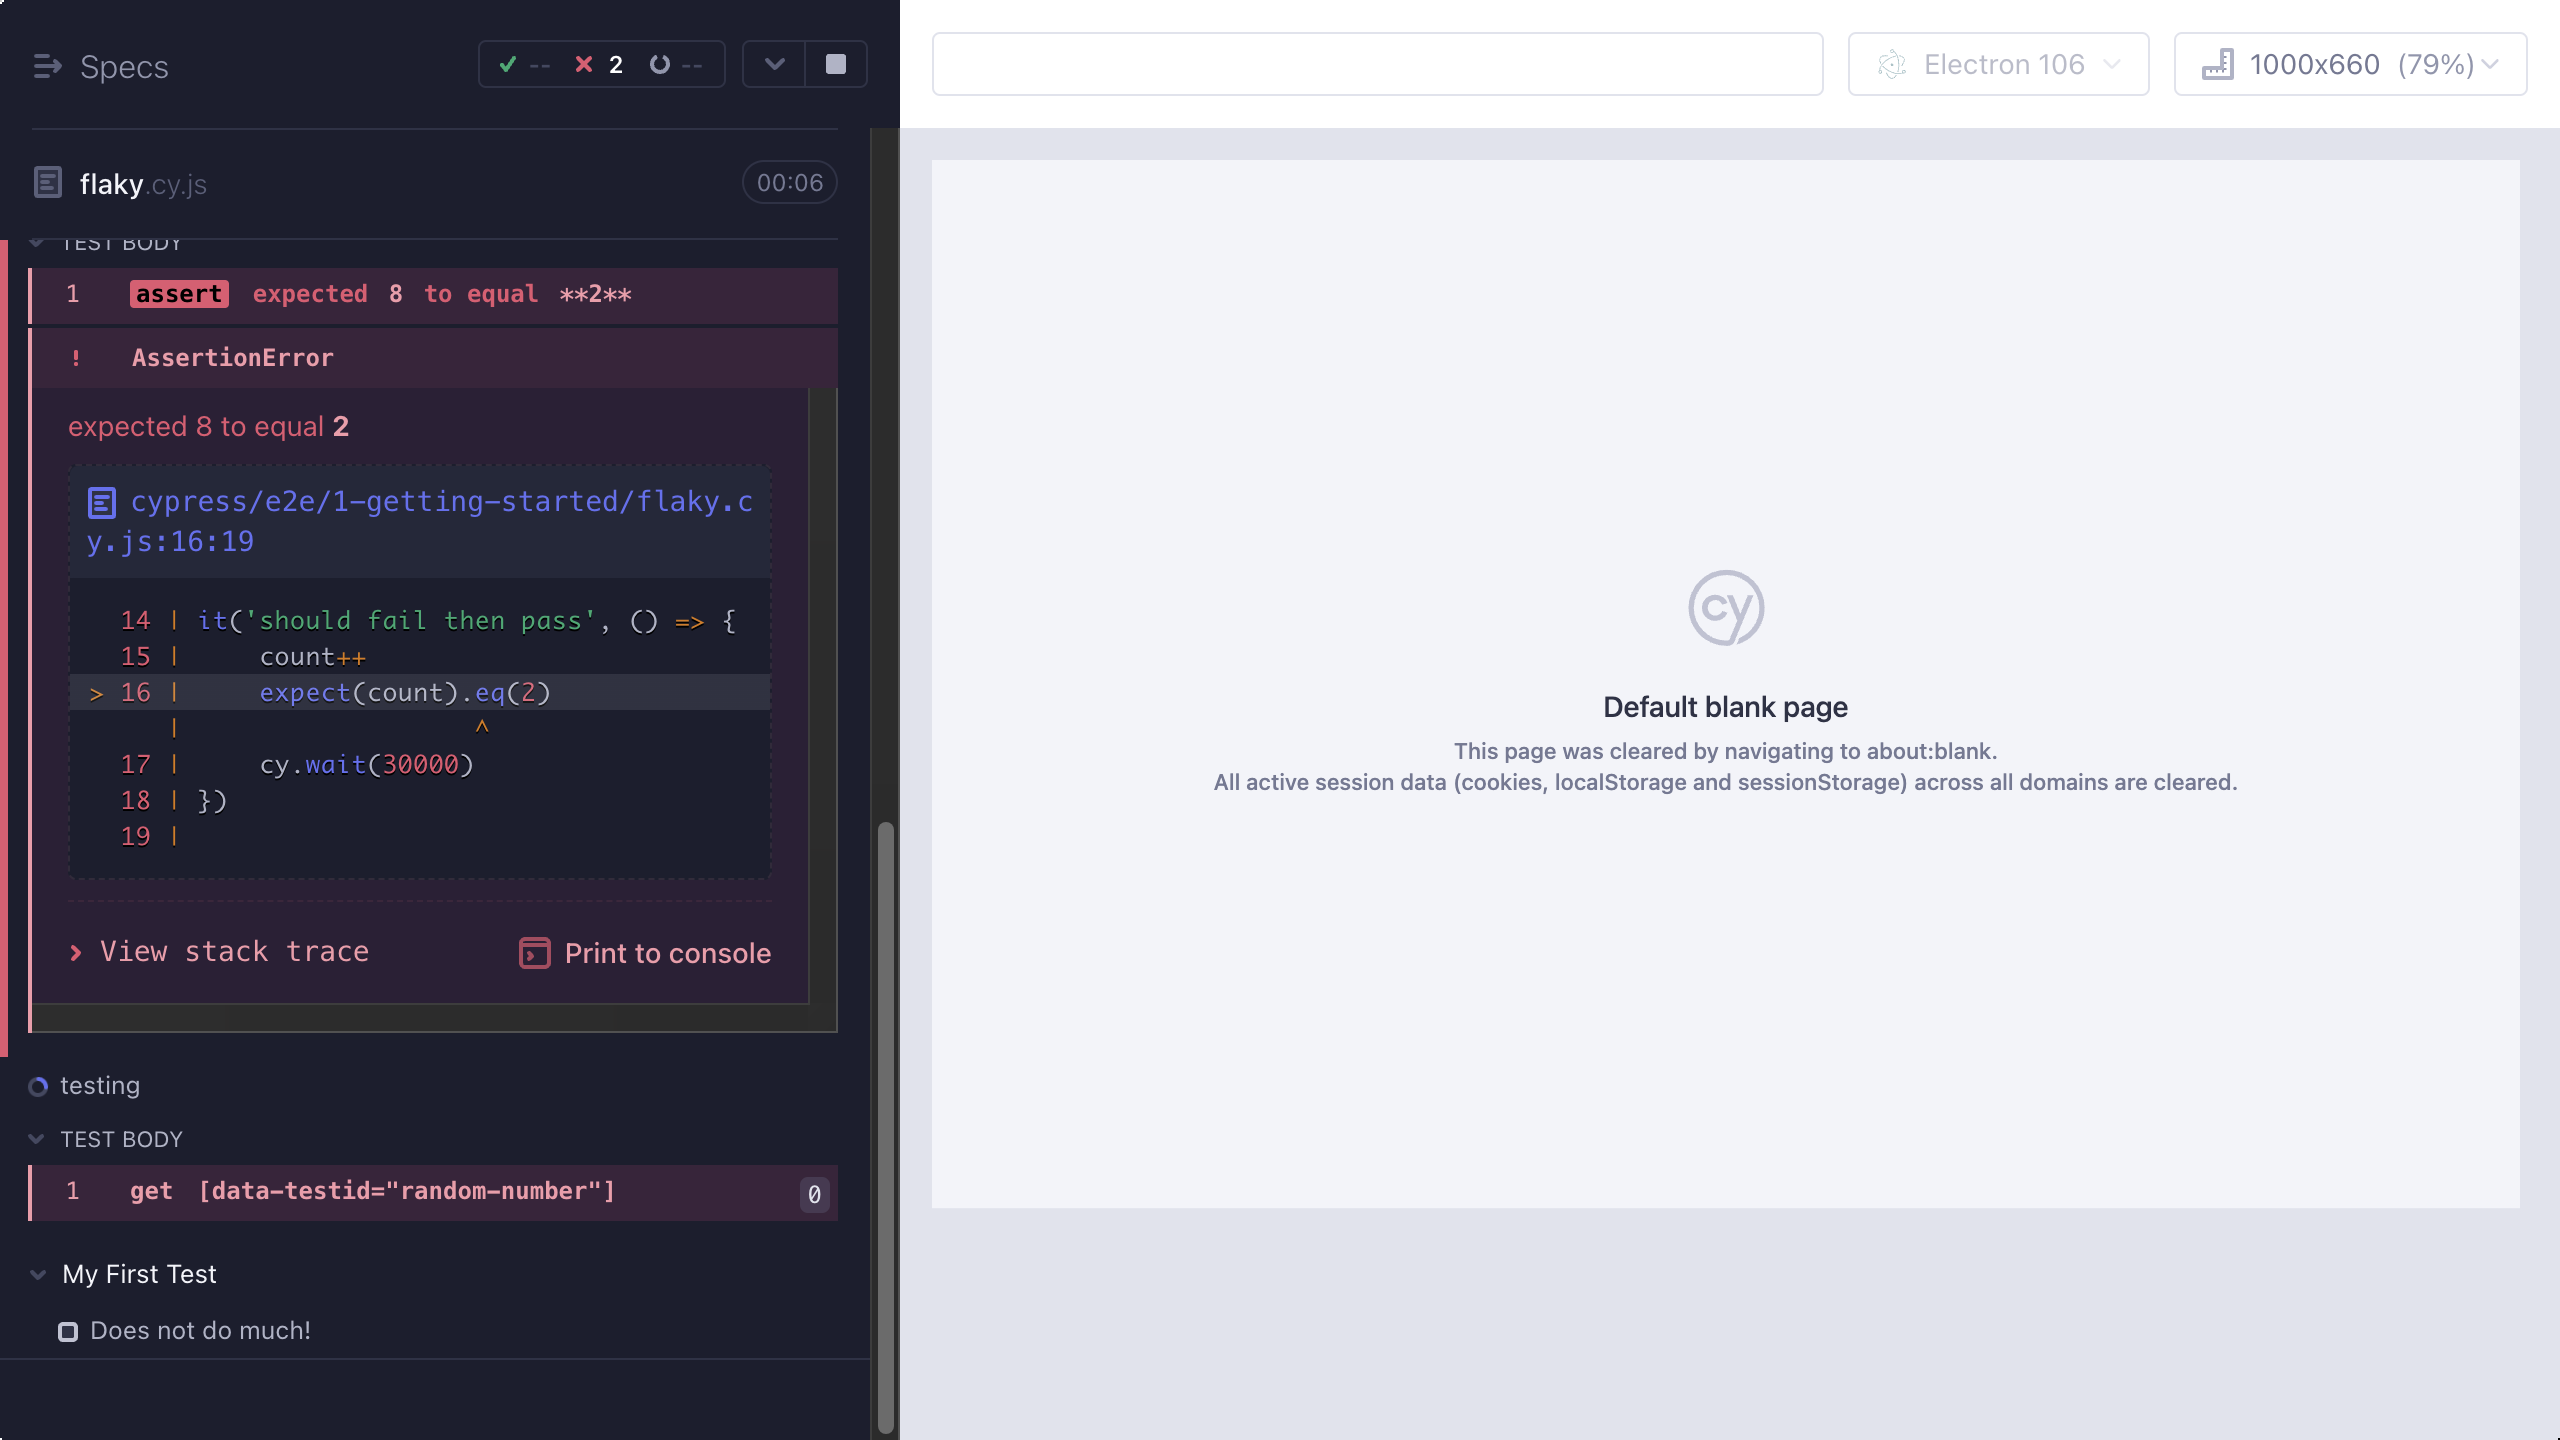 Specs
-- 2 --
flaky.cy.js 00:06
TEST BODY
1 assert expected 8 to equal **2**
! AssertionError
expected 8 to equal 2
cypress/e2e/1-getting-started/flaky.c
y.js:16:19
14 | it('should fail then pass', () => {
15 | count++
> 16 | expect(count).eq(2)
| ^
17 | cy.wait(30000)
18 | })
19 |
View stack trace
Print to console
testing
TEST BODY
1 get [data-testid="random-number"] 0
My First Test
Does not do much!
Electron 106
1000x660 (79%)
cy
Default blank page
This page was cleared by navigating to about:blank.
All active session data (cookies, localStorage and sessionStorage) across all domains are cleared.